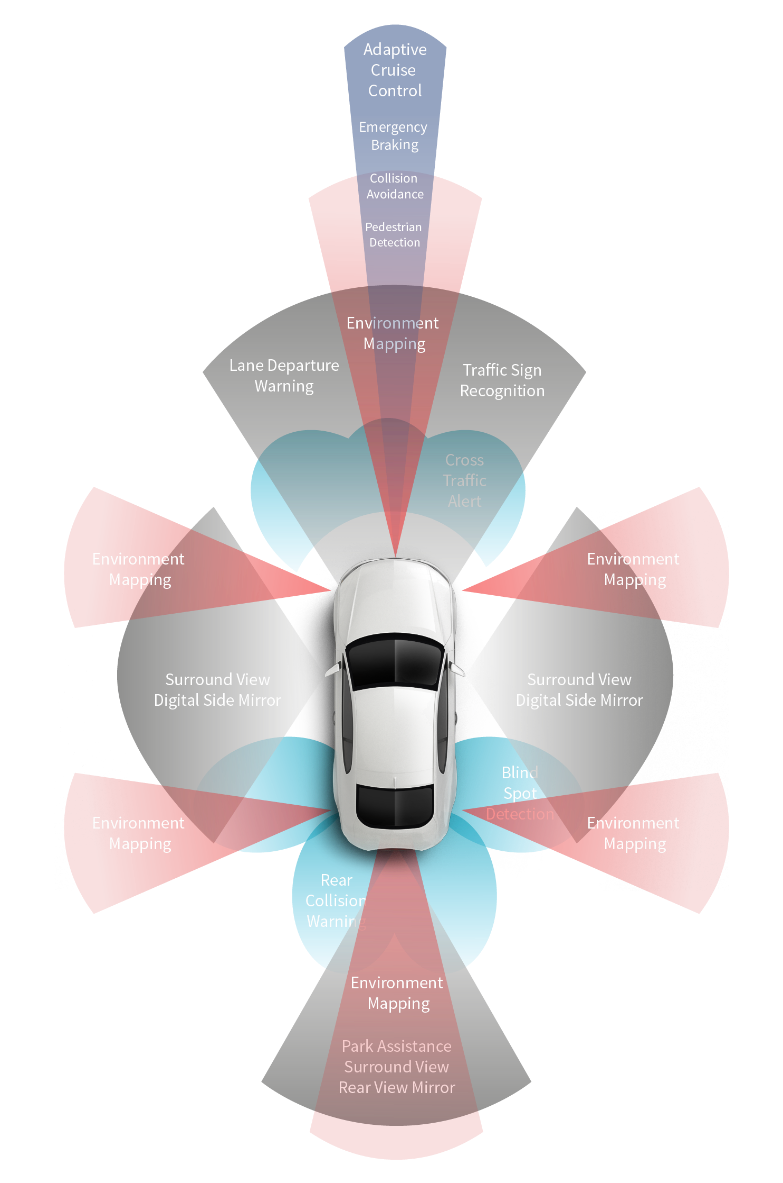 Adaptive
Cruise
Control
Emergency
Braking
Collision
Avoidance
Pedestrian
Detection
Environment
Mapping
Lane Departure
Warning
Traffic Sign
Recognition
Cross
Traffic
Alert
Environment
Mapping
Environment
Mapping
Surround View
Digital Side Mirror
Surround View
Digital Side Mirror
Blind
Spot
Detection
Environment
Mapping
Environment
Mapping
Rear
Collision
Warning
Environment
Mapping
Park Assistance
Surround View
Rear View Mirror